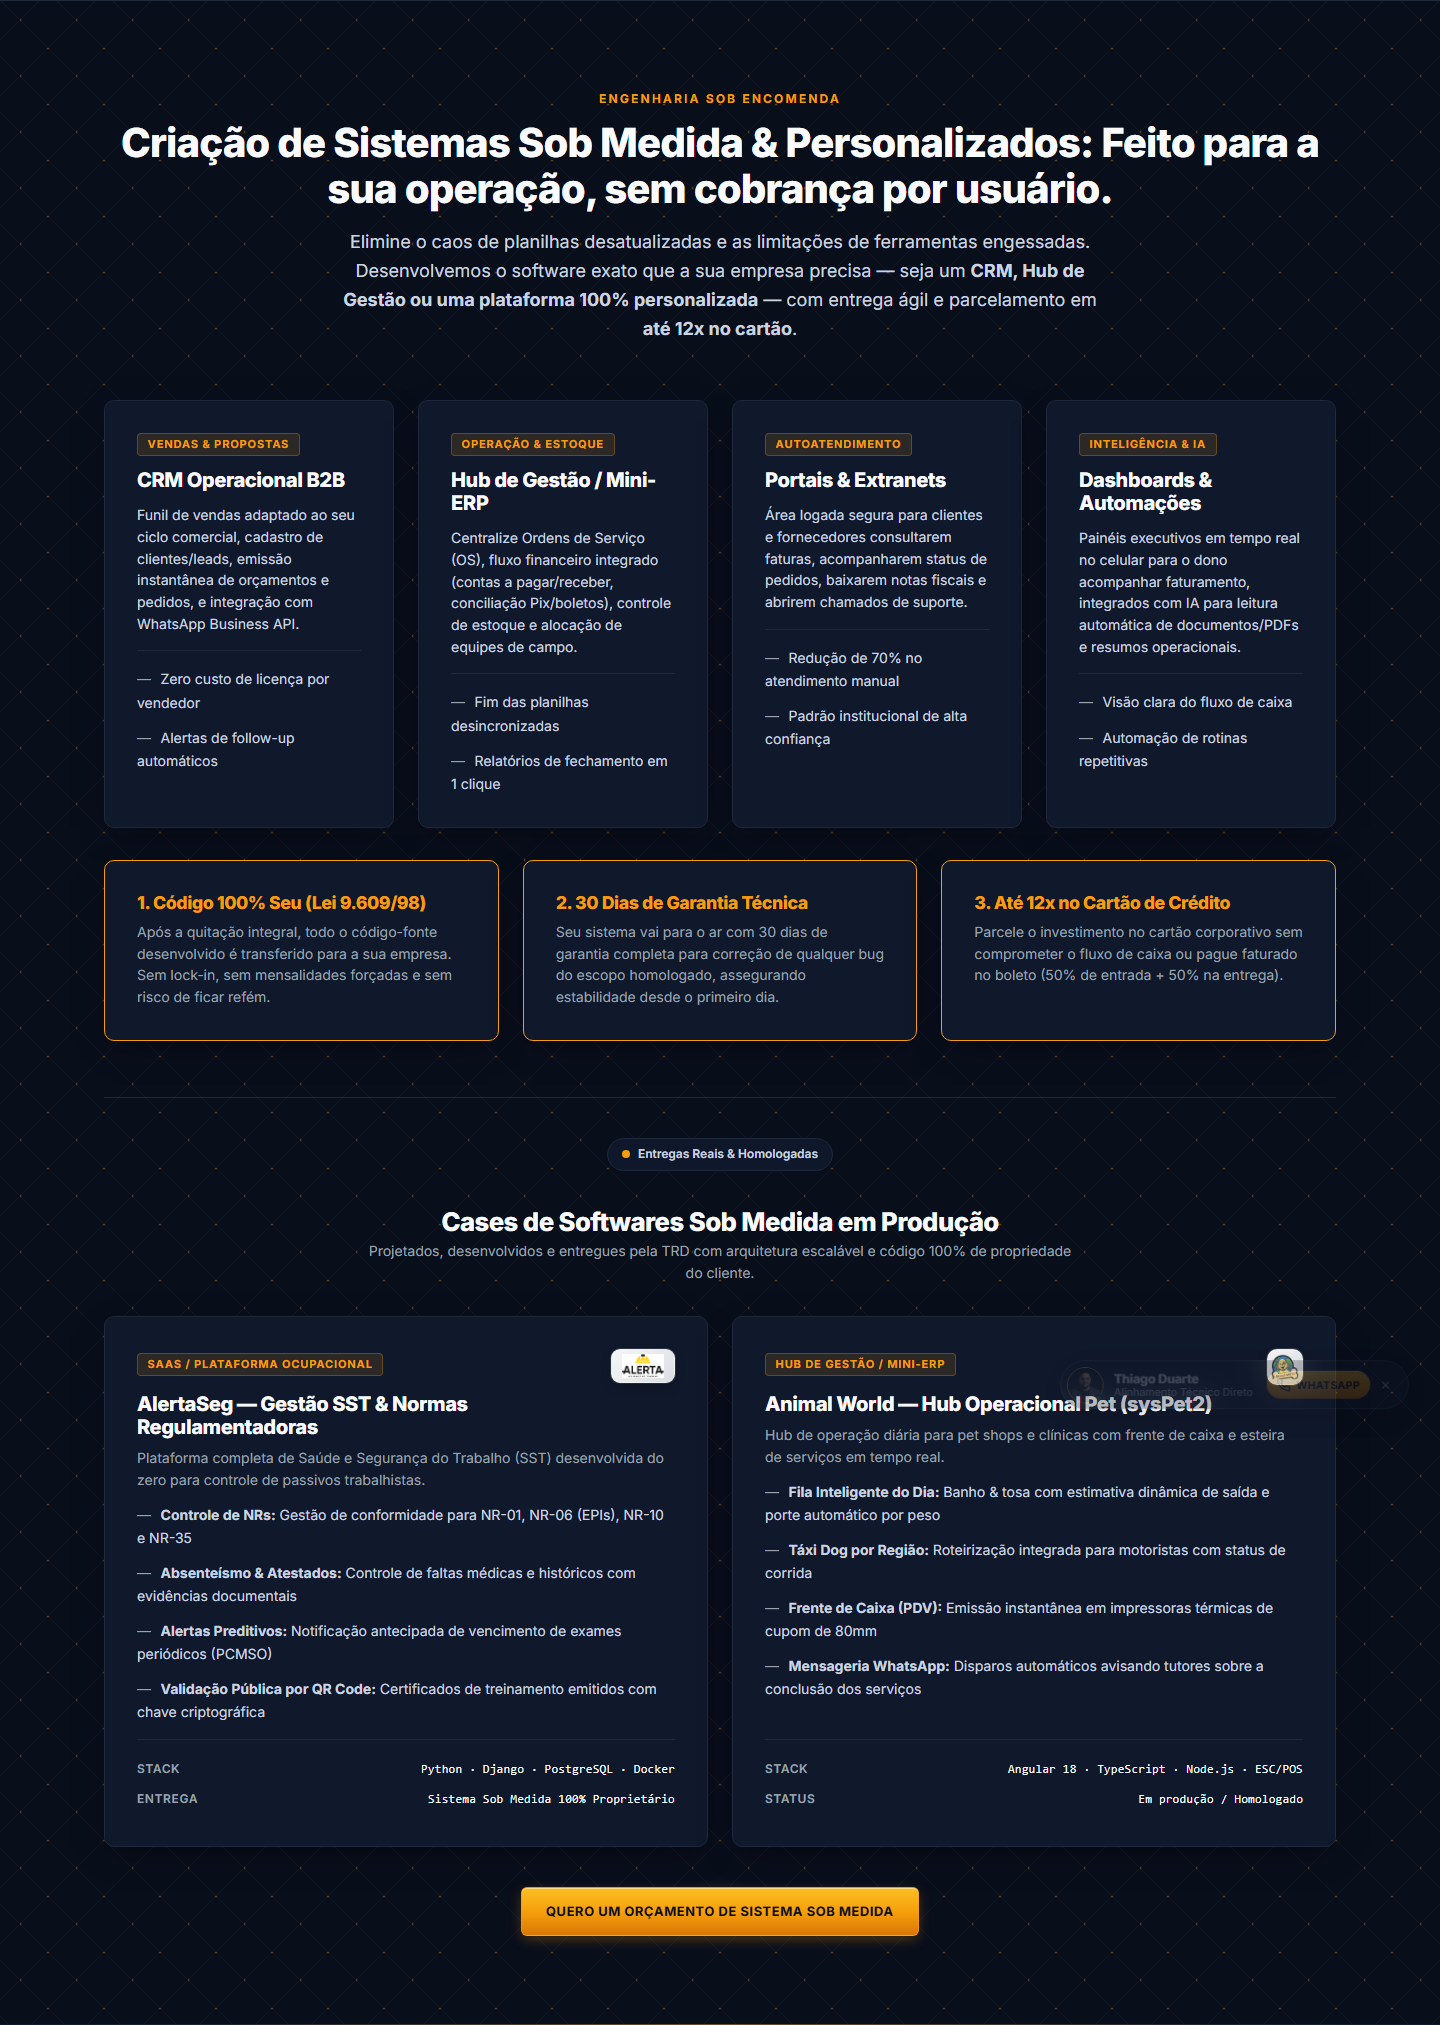 ENGENHARIA SOB ENCOMENDA
Criação de Sistemas Sob Medida & Personalizados: Feito para a
sua operação, sem cobrança por usuário.
Elimine o caos de planilhas desatualizadas e as limitações de ferramentas engessadas.
Desenvolvemos o software exato que a sua empresa precisa — seja um CRM, Hub de
Gestão ou uma plataforma 100% personalizada — com entrega ágil e parcelamento em
até 12x no cartão.
VENDAS & PROPOSTAS
CRM Operacional B2B
Funil de vendas adaptado ao seu
ciclo comercial, cadastro de
clientes/leads, emissão
instantânea de orçamentos e
pedidos, e integração com
WhatsApp Business API.
— Zero custo de licença por
vendedor
— Alertas de follow-up
automáticos
OPERAÇÃO & ESTOQUE
Hub de Gestão / Mini-
ERP
Centralize Ordens de Serviço
(OS), fluxo financeiro integrado
(contas a pagar/receber,
conciliação Pix/boletos), controle
de estoque e alocação de
equipes de campo.
— Fim das planilhas
desincronizadas
— Relatórios de fechamento em
1 clique
AUTOATENDIMENTO
Portais & Extranets
Área logada segura para clientes
e fornecedores consultarem
faturas, acompanharem status de
pedidos, baixarem notas fiscais e
abrirem chamados de suporte.
— Redução de 70% no
atendimento manual
— Padrão institucional de alta
confiança
INTELIGÊNCIA & IA
Dashboards &
Automações
Painéis executivos em tempo real
no celular para o dono
acompanhar faturamento,
integrados com IA para leitura
automática de documentos/PDFs
e resumos operacionais.
— Visão clara do fluxo de caixa
— Automação de rotinas
repetitivas
1. Código 100% Seu (Lei 9.609/98)
Após a quitação integral, todo o código-fonte
desenvolvido é transferido para a sua empresa.
Sem lock-in, sem mensalidades forçadas e sem
risco de ficar refém.
2. 30 Dias de Garantia Técnica
Seu sistema vai para o ar com 30 dias de
garantia completa para correção de qualquer bug
do escopo homologado, assegurando
estabilidade desde o primeiro dia.
3. Até 12x no Cartão de Crédito
Parcele o investimento no cartão corporativo sem
comprometer o fluxo de caixa ou pague faturado
no boleto (50% de entrada + 50% na entrega).
Entregas Reais & Homologadas
Cases de Softwares Sob Medida em Produção
Projetados, desenvolvidos e entregues pela TRD com arquitetura escalável e código 100% de propriedade
do cliente.
SAAS / PLATAFORMA OCUPACIONAL
ALERTA
AlertaSeg — Gestão SST & Normas
Regulamentadoras
Plataforma completa de Saúde e Segurança do Trabalho (SST) desenvolvida do
zero para controle de passivos trabalhistas.
— Controle de NRs: Gestão de conformidade para NR-01, NR-06 (EPIs), NR-10
e NR-35
— Absenteísmo & Atestados: Controle de faltas médicas e históricos com
evidências documentais
— Alertas Preditivos: Notificação antecipada de vencimento de exames
periódicos (PCMSO)
— Validação Pública por QR Code: Certificados de treinamento emitidos com
chave criptográfica
STACK Python · Django · PostgreSQL · Docker
ENTREGA Sistema Sob Medida 100% Proprietário
HUB DE GESTÃO / MINI-ERP
Thiago Duarte
Alinhamento Técnico Direto
WHATSAPP ×
Animal World — Hub Operacional Pet (sysPet2)
Hub de operação diária para pet shops e clínicas com frente de caixa e esteira
de serviços em tempo real.
— Fila Inteligente do Dia: Banho & tosa com estimativa dinâmica de saída e
porte automático por peso
— Táxi Dog por Região: Roteirização integrada para motoristas com status de
corrida
— Frente de Caixa (PDV): Emissão instantânea em impressoras térmicas de
cupom de 80mm
— Mensageria WhatsApp: Disparos automáticos avisando tutores sobre a
conclusão dos serviços
STACK Angular 18 · TypeScript · Node.js · ESC/POS
STATUS Em produção / Homologado
QUERO UM ORÇAMENTO DE SISTEMA SOB MEDIDA